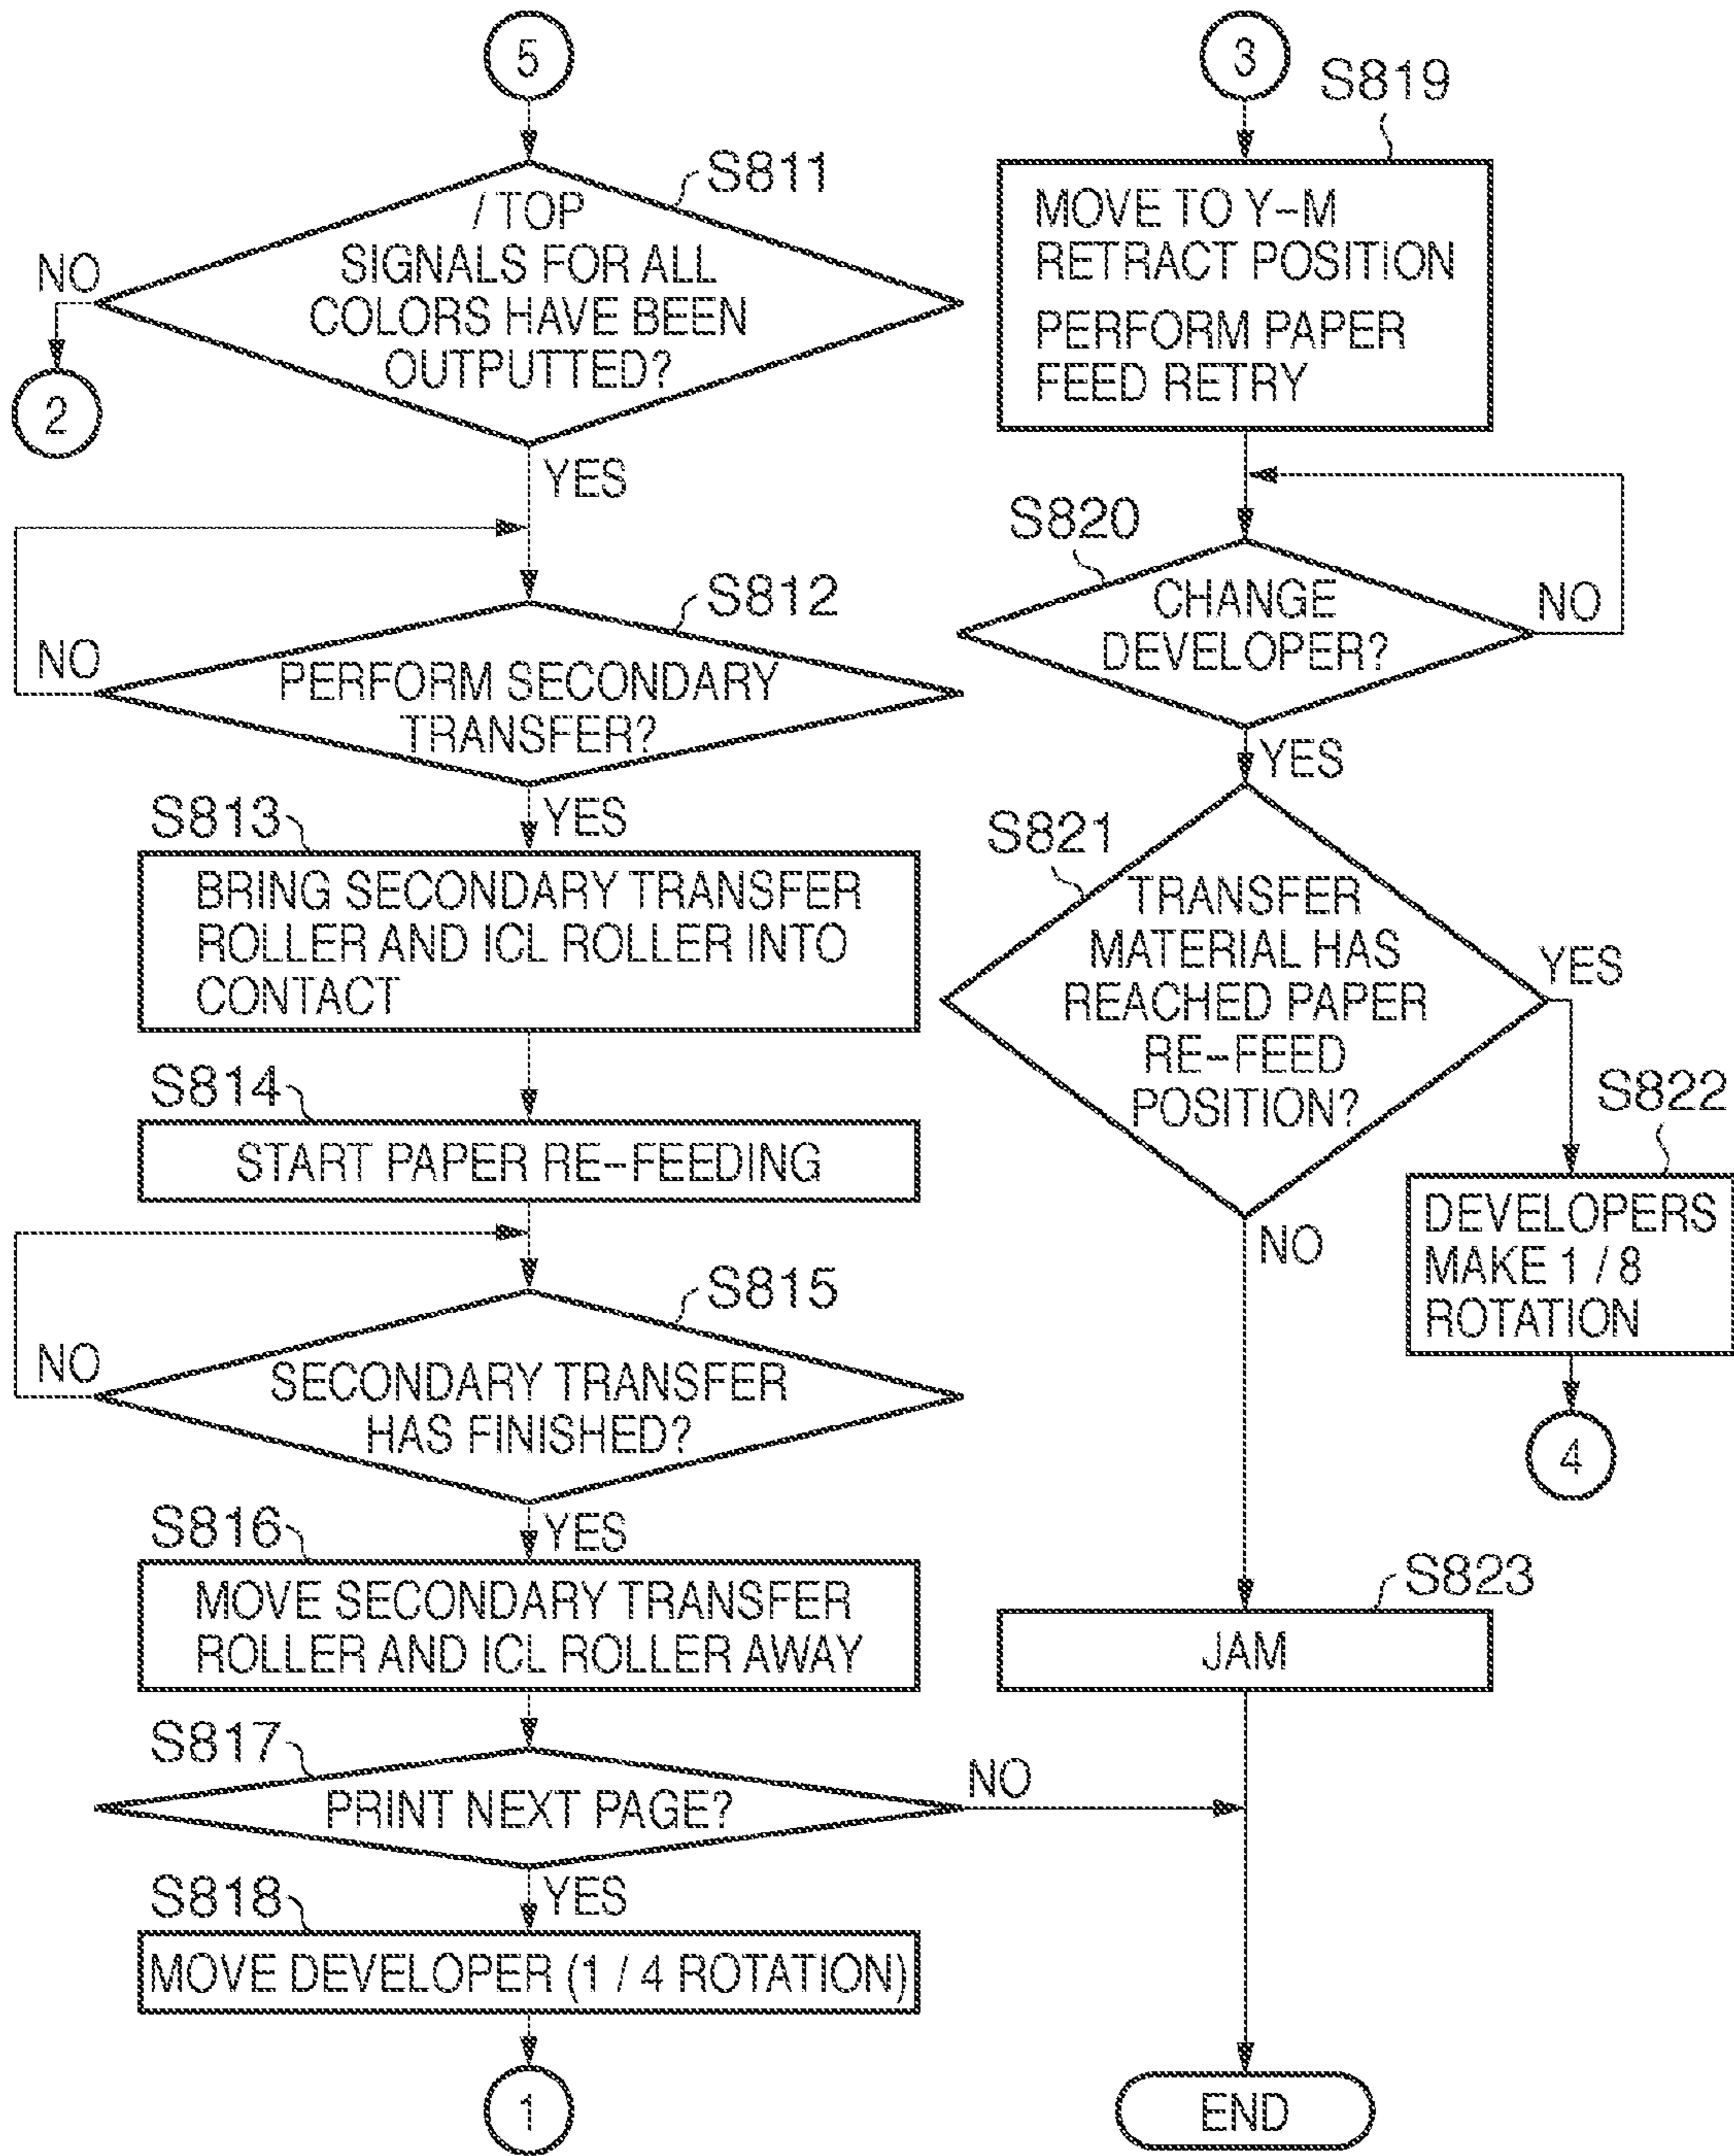 5
S811
/ TOP
SIGNALS FOR ALL
COLORS HAVE BEEN
OUTPUTTED?
NO
2
YES
S812
PERFORM SECONDARY
TRANSFER?
NO
YES
S813
BRING SECONDARY TRANSFER
ROLLER AND ICL ROLLER INTO
CONTACT
S814
START PAPER RE-FEEDING
S815
SECONDARY TRANSFER
HAS FINISHED?
NO
YES
S816
MOVE SECONDARY TRANSFER
ROLLER AND ICL ROLLER AWAY
S817
PRINT NEXT PAGE?
NO
YES
S818
MOVE DEVELOPER (1 / 4 ROTATION)
1
3
S819
MOVE TO Y-M
RETRACT POSITION
PERFORM PAPER
FEED RETRY
S820
CHANGE
DEVELOPER?
NO
YES
S821
TRANSFER
MATERIAL HAS
REACHED PAPER
RE-FEED
POSITION?
YES
S822
DEVELOPERS
MAKE 1 / 8
ROTATION
4
NO
S823
JAM
END